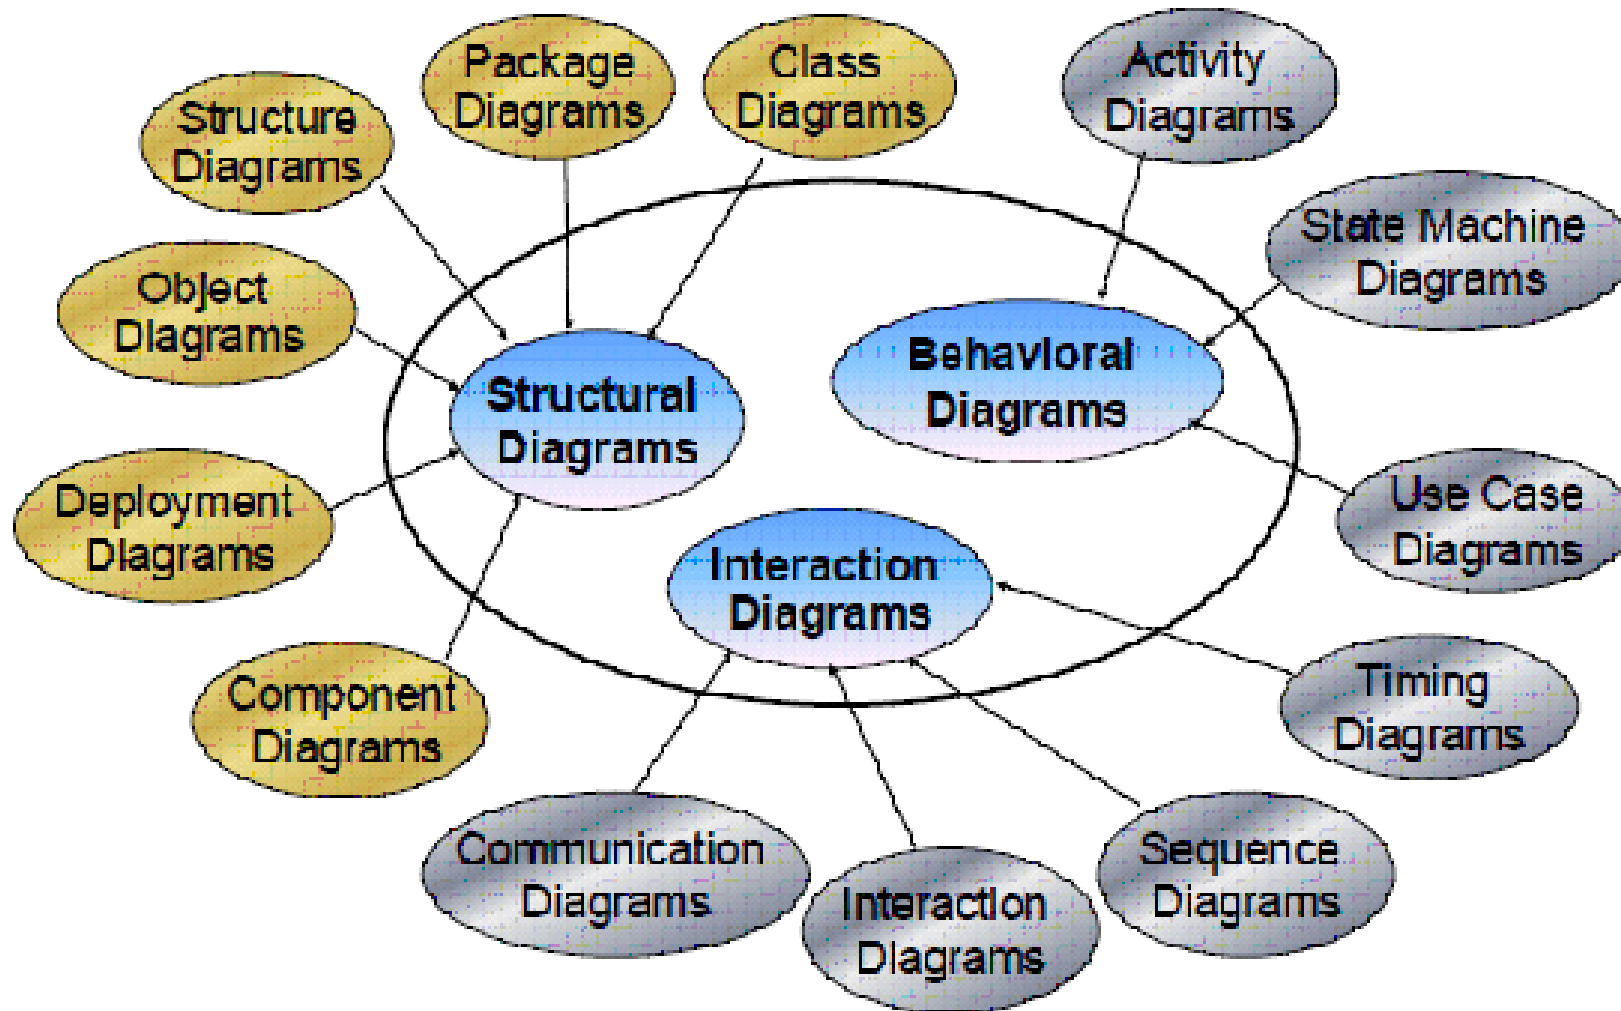 Package
Diagrams
Class
Diagrams
Activity
Diagrams
Structure
Diagrams
State Machine
Diagrams
Object
Diagrams
Behavioral
Diagrams
Structural
Diagrams
Deployment
Diagrams
Use Case
Diagrams
Interaction
Diagrams
Component
Diagrams
Timing
Diagrams
Communication
Diagrams
Interaction
Diagrams
Sequence
Diagrams